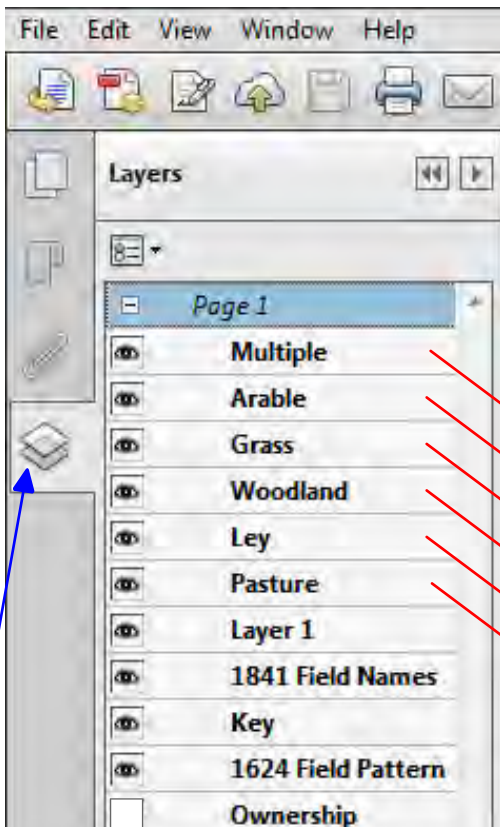 File Edit View Window Help
Layers
Page 1
Multiple
Arable
Grass
Woodland
Ley
Pasture
Layer 1
1841 Field Names
Key
1624 Field Pattern
Ownership